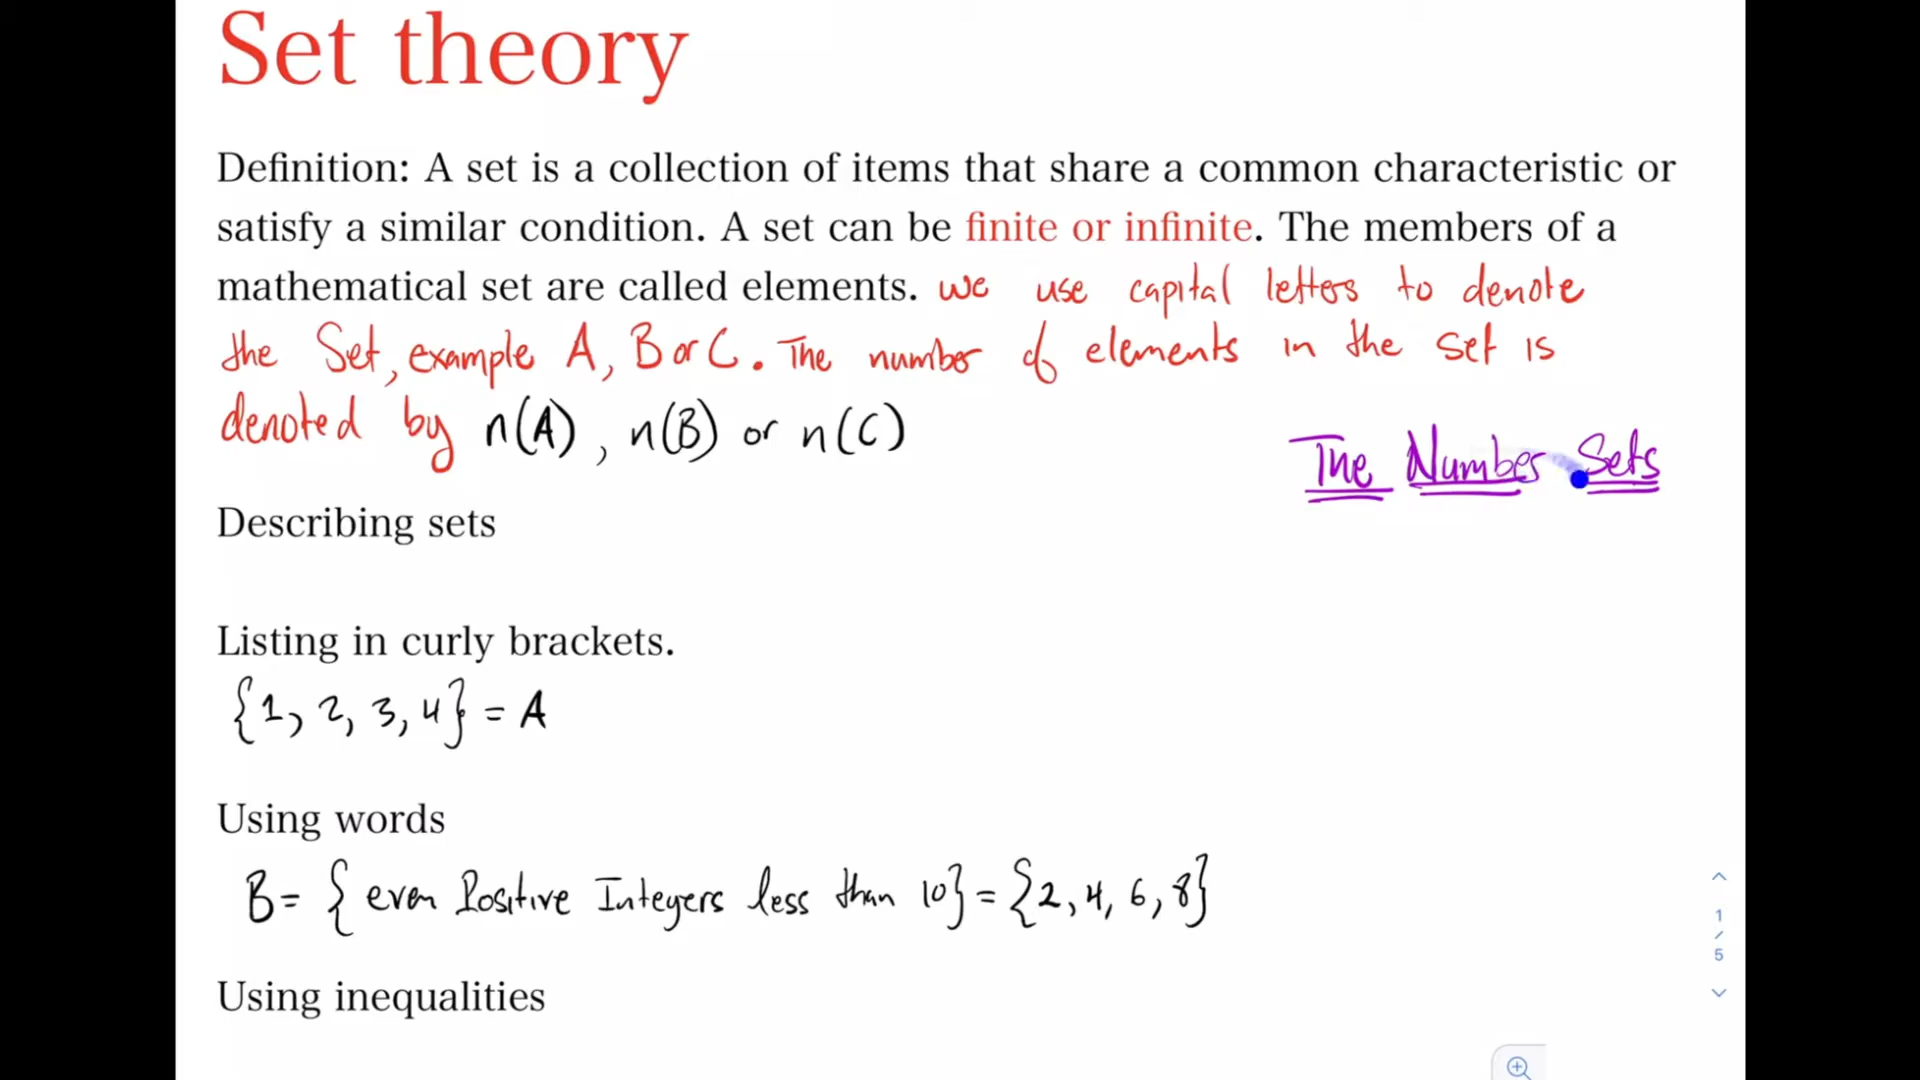 Set theory
Definition: A set is a collection of items that share a common characteristic or
satisfy a similar condition. A set can be finite or infinite. The members of a
mathematical set are called elements. we use capital letters to denote
the Set, example A, B or C. The number of elements in the set is
denoted by n(A), n(B) or n(C)
The Number Sets
Describing sets
Listing in curly brackets.
{1, 2, 3, 4} = A
Using words
B = { even Positive Integers less than 10} = {2, 4, 6, 8}
Using inequalities
1
/
5